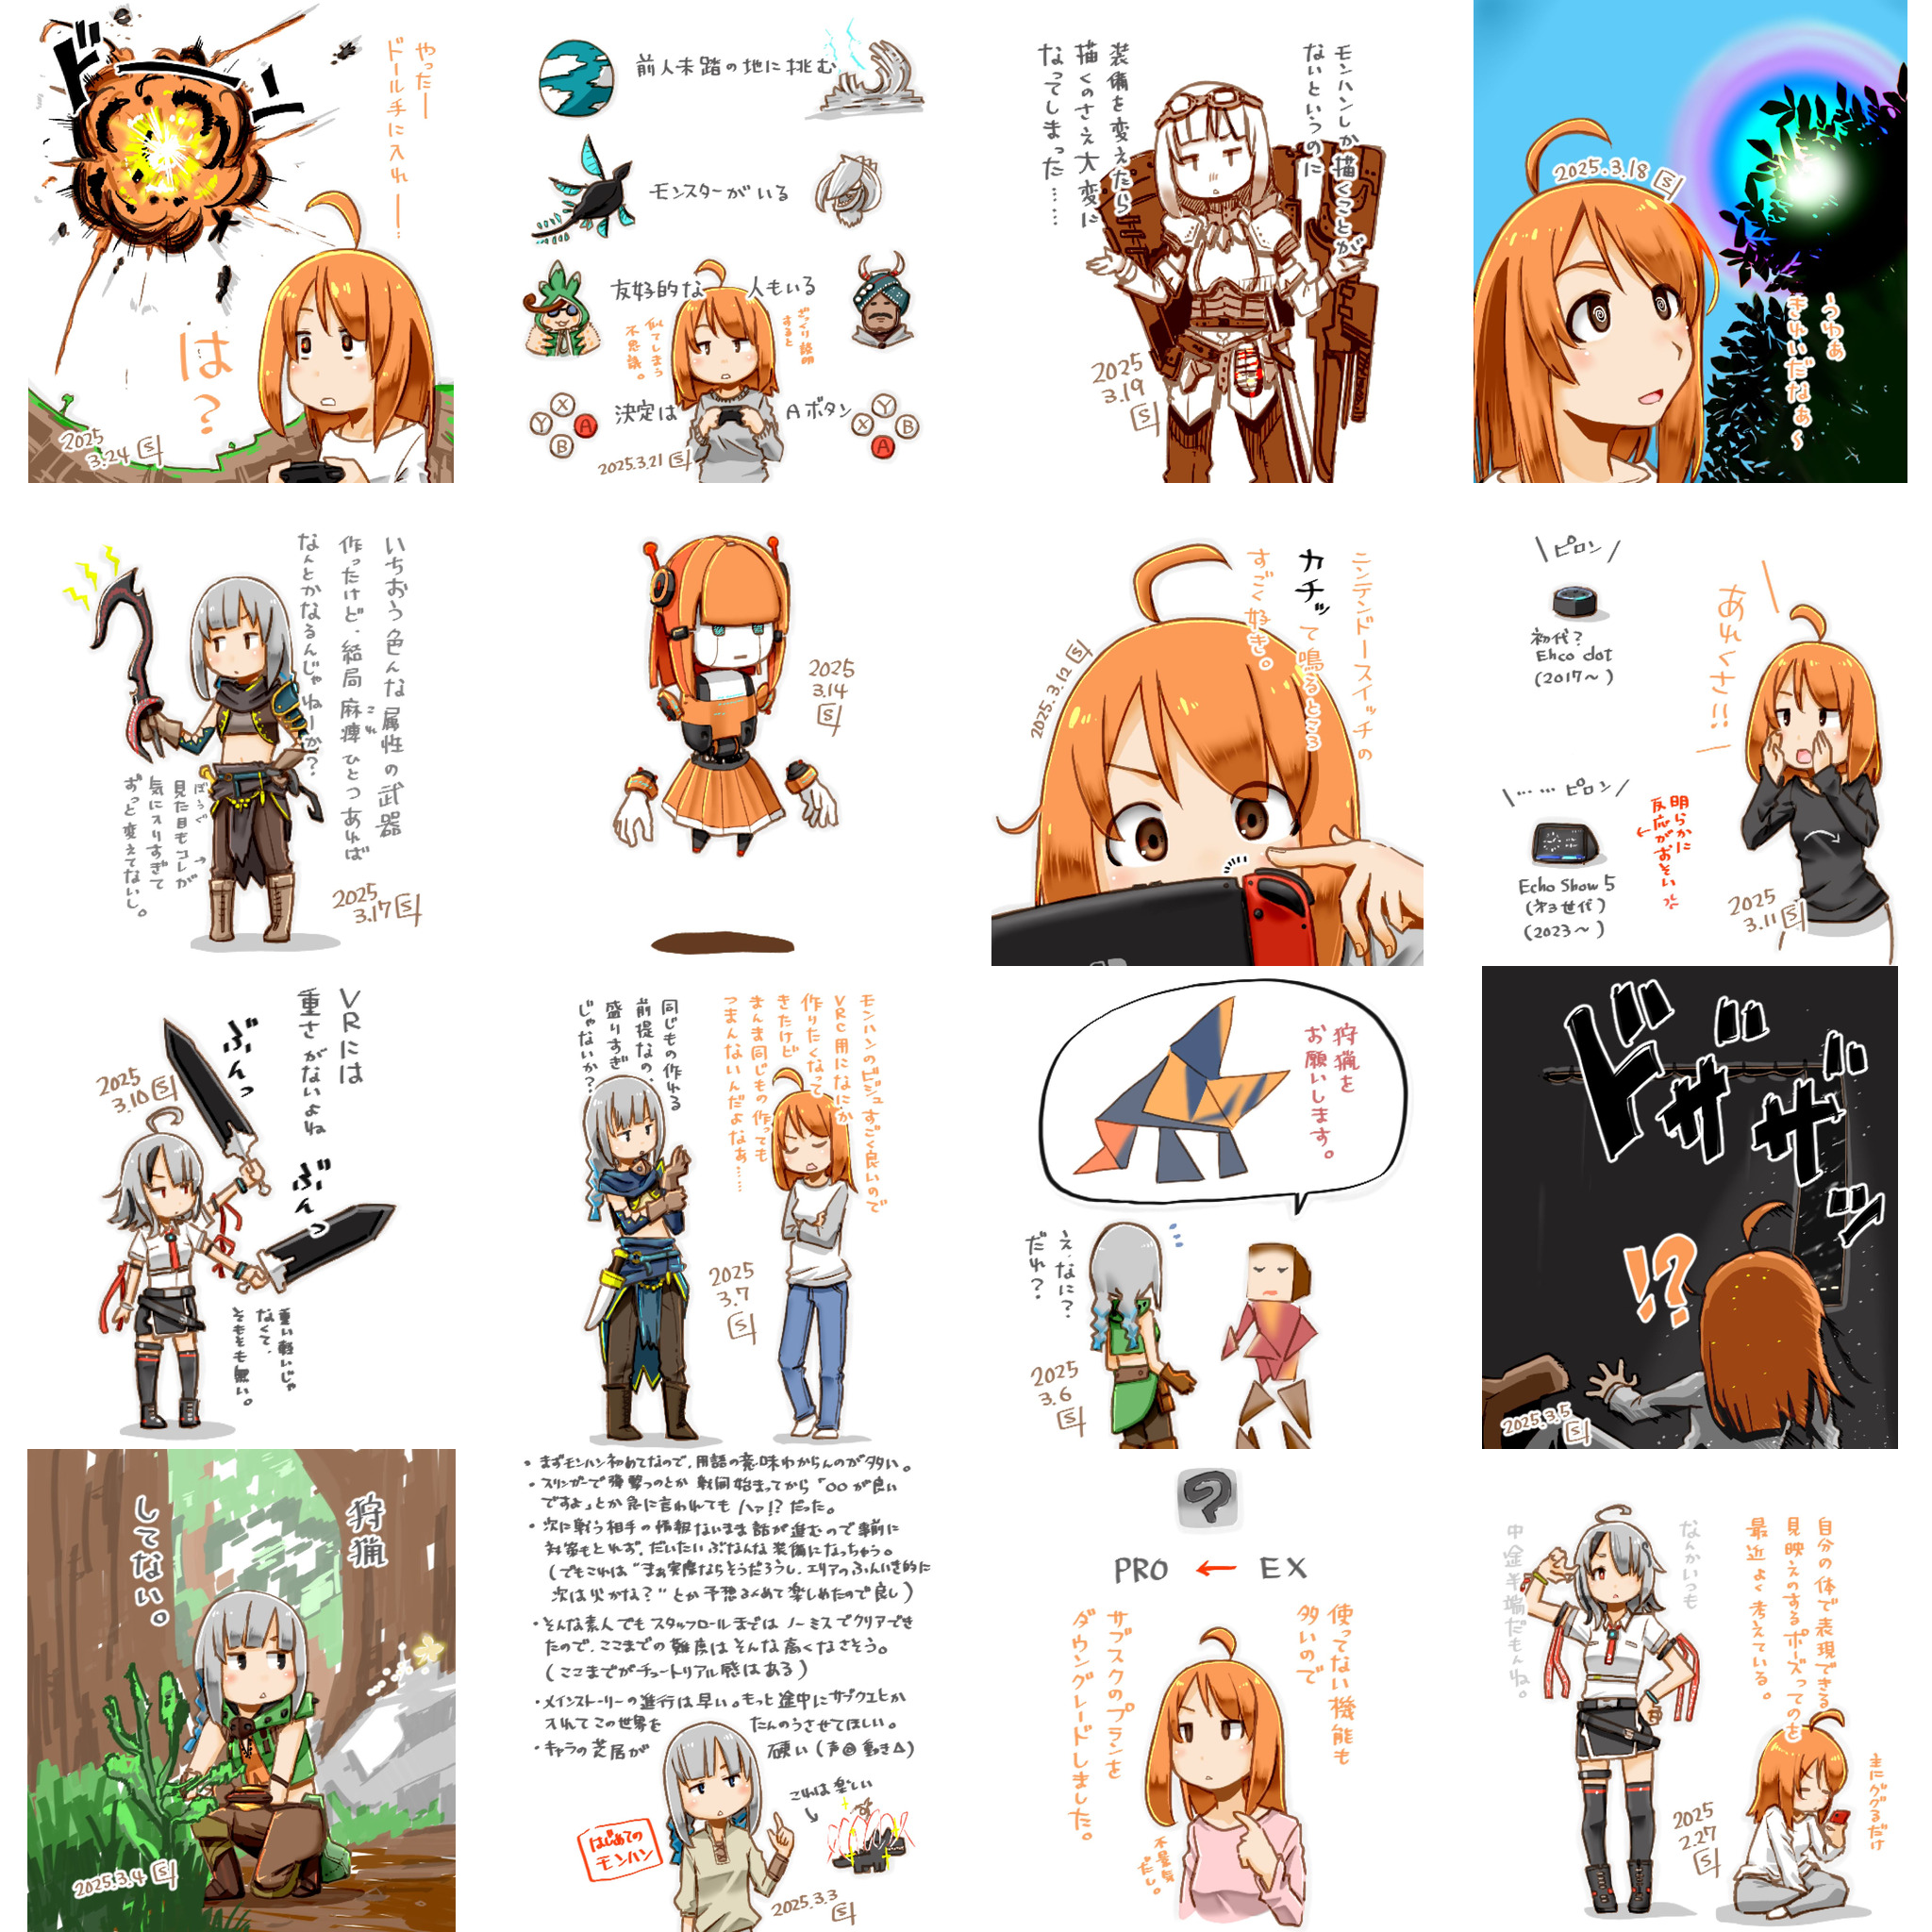 ドーン
やったー
ドール手に入れ——…
は?
2025
3.24
前人未踏の地に挑む
モンスターがいる
友好的な 人もいる
ざっくり説明
すると
似てしまう
不思議。
決定は Aボタン
X
Y A
B
Y
X B
A
2025.3.21
モンハンしか描くことが
ないというのに
装備を変えたら
描くのさえ大変に
なってしまった……
2025
3.19
2025.3.18
うわぁ
きれいだなぁ~
いちおう色んな属性の武器
作ったけど、結局麻痺ひとつあれば
これ
なんとかなるんじゃねーか?
ぼうぐ
見た目もコレが
気に入りすぎて
ずっと変えてないし。
2025
3.17
2025
3.14
ニンテンドースイッチの
カチッて鳴るところ
すごく好き。
2025.3.12
\ピロン/
初代?
Ehco dot
(2017~)
あれくさ!!
\……ピロン/
明らかに
反応がおそい
Echo Show 5
(第3世代)
(2023~)
2025
3.11
VRには
重さがないよね
ぶんっ
ぶんっ
2025
3.10
重い軽いじゃ
なくて、
そもそも無い。
モンハンのビジュすごく良いので
VRC用になにか
作りたくなって
きたけど
まんま同じもの作っても
つまんないんだよなぁ……
同じもの作れる
前提なの、
盛りすぎ
じゃないか?
2025
3.7
狩猟を
お願いします。
え、なに?
だれ?
2025
3.6
ドザザザッ
!?
2025.3.5
狩猟
してない。
2025.3.4
・まずモンハン初めてなので、用語の意味わからんのが多い。
・スリンガーで弾撃つのとか戦闘始まってから「○○が良い
ですよ」とか急に言われてもハァ!?だった。
・次に戦う相手の情報ないまま話が進むので事前に
対策もとれず、だいたいぶなんな装備になっちゃう。
(でもこれは“まぁ実際ならそうだろうし、エリアのふんいき的に
次は火かな?”とか予想ふくめて楽しめたので良し)
・そんな素人でもスタッフロールまではノーミスでクリアでき
たので、ここまでの難度はそんな高くなさそう。
(ここまでがチュートリアル感はある)
・メインストーリーの進行は早い。もっと途中にサブクエとか
入れてこの世界を たんのうさせてほしい。
・キャラの芝居が 硬い(声◎動き△)
これは楽しい
はじめての
モンハン
2025.3.3
?
PRO ← EX
使ってない機能も
多いので
サブスクのプランを
ダウングレードしました。
不景気
だし。
自分の体で表現できる
見映えのするポーズってのを
最近よく考えている。
なんかいつも
中途半端だもんね。
主にググるだけ
2025
2.27